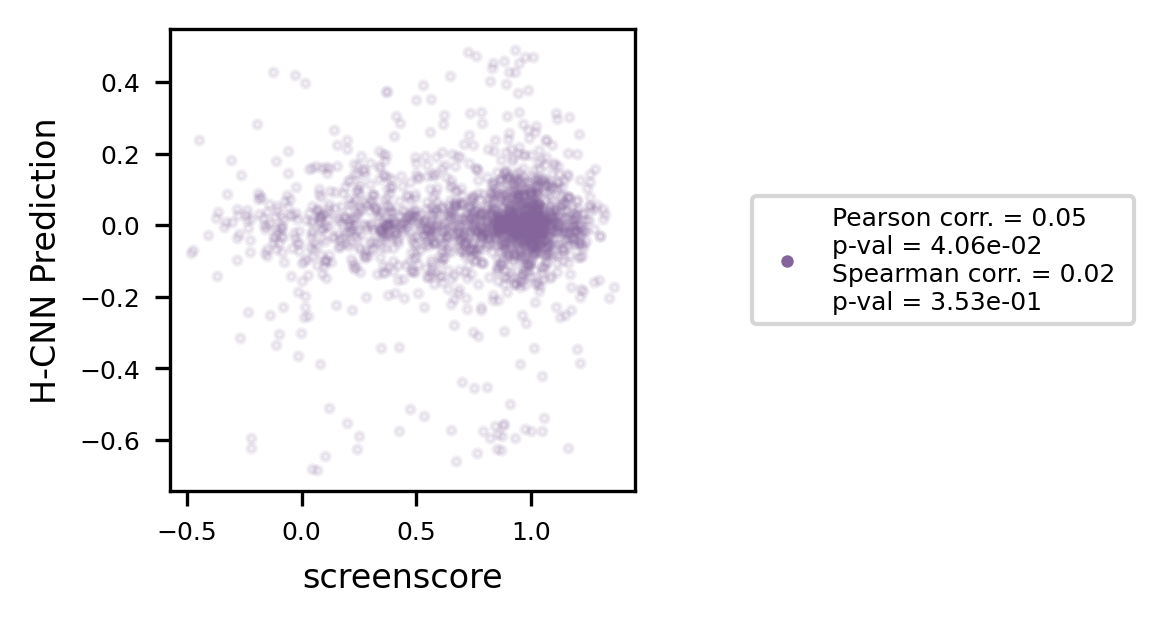 H-CNN Prediction
0.4
0.2
0.0
−0.2
−0.4
−0.6
−0.5
0.0
0.5
1.0
screenscore
Pearson corr. = 0.05
p-val = 4.06e-02
Spearman corr. = 0.02
p-val = 3.53e-01